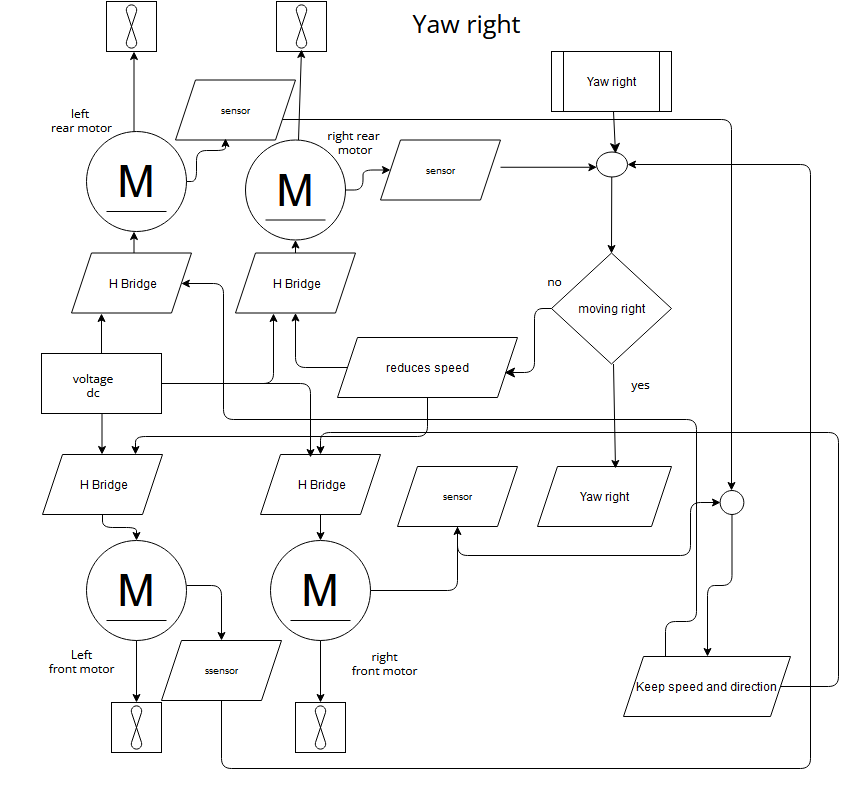 Yaw right
Yaw right
left
rear motor
sensor
right rear
motor
sensor
M
M
H Bridge
H Bridge
no
moving right
reduces speed
voltage
dc
yes
H Bridge
H Bridge
sensor
Yaw right
M
M
Left
front motor
ssensor
right
front motor
Keep speed and direction